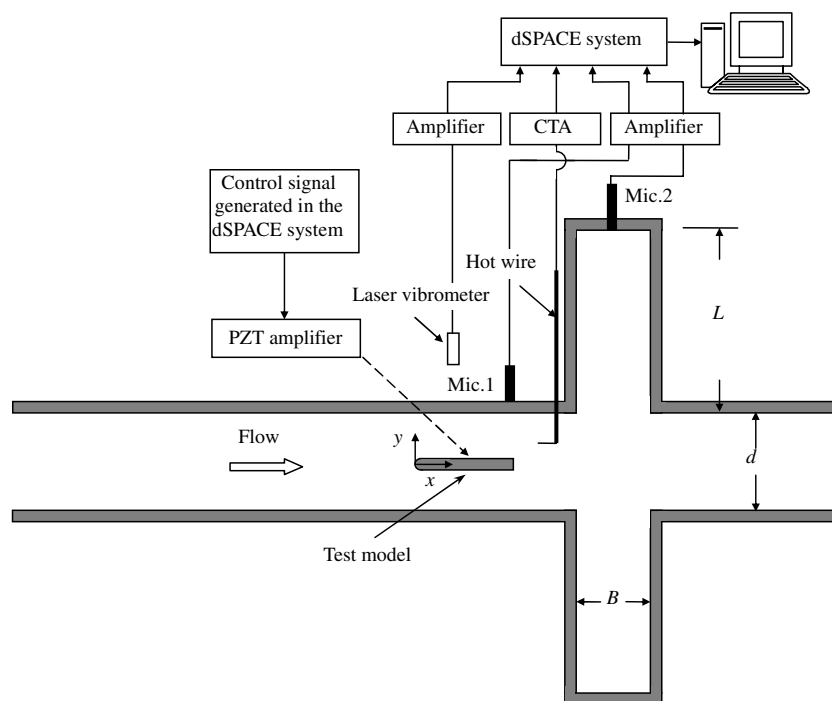 dSPACE system
Amplifier
CTA
Amplifier
Control signal
generated in the
dSPACE system
Mic.2
Hot wire
Laser vibrometer
L
PZT amplifier
Mic.1
Flow
y
x
d
Test model
B